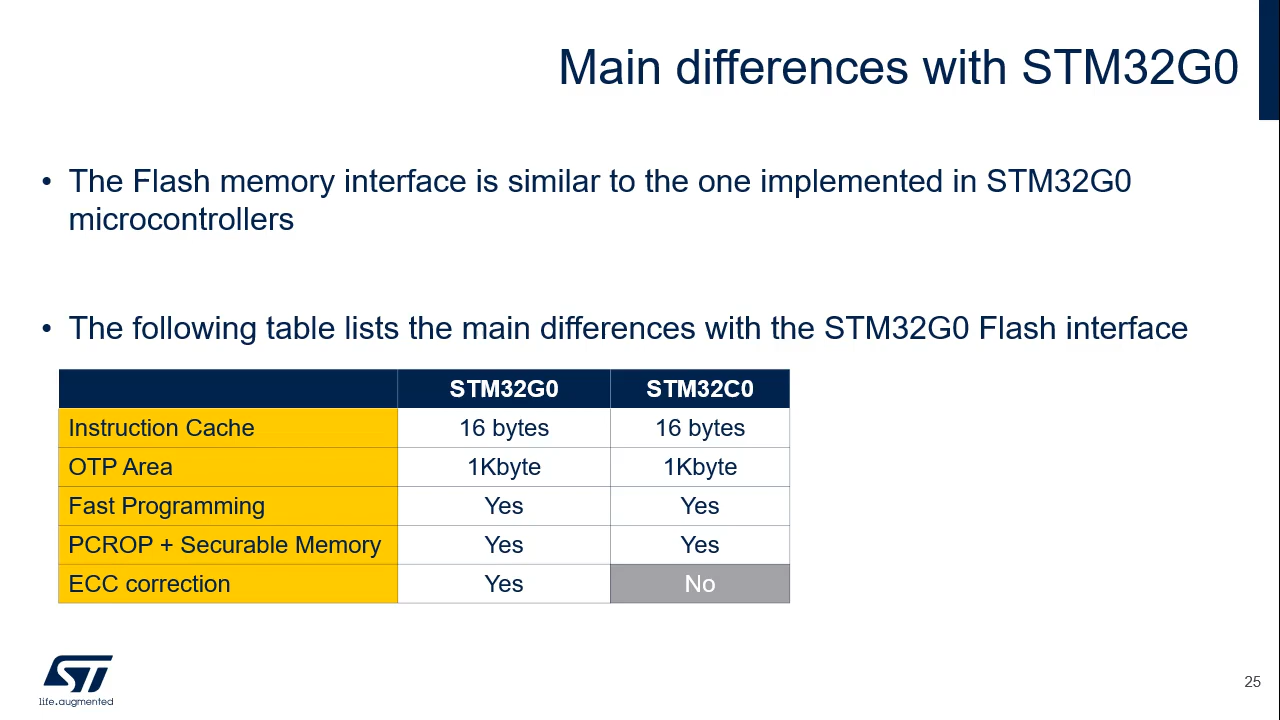 Main differences with STM32G0
• The Flash memory interface is similar to the one implemented in STM32G0
microcontrollers
• The following table lists the main differences with the STM32G0 Flash interface
STM32G0 STM32C0
Instruction Cache 16 bytes 16 bytes
OTP Area 1Kbyte 1Kbyte
Fast Programming Yes Yes
PCROP + Securable Memory Yes Yes
ECC correction Yes No
ST
life.augmented
25